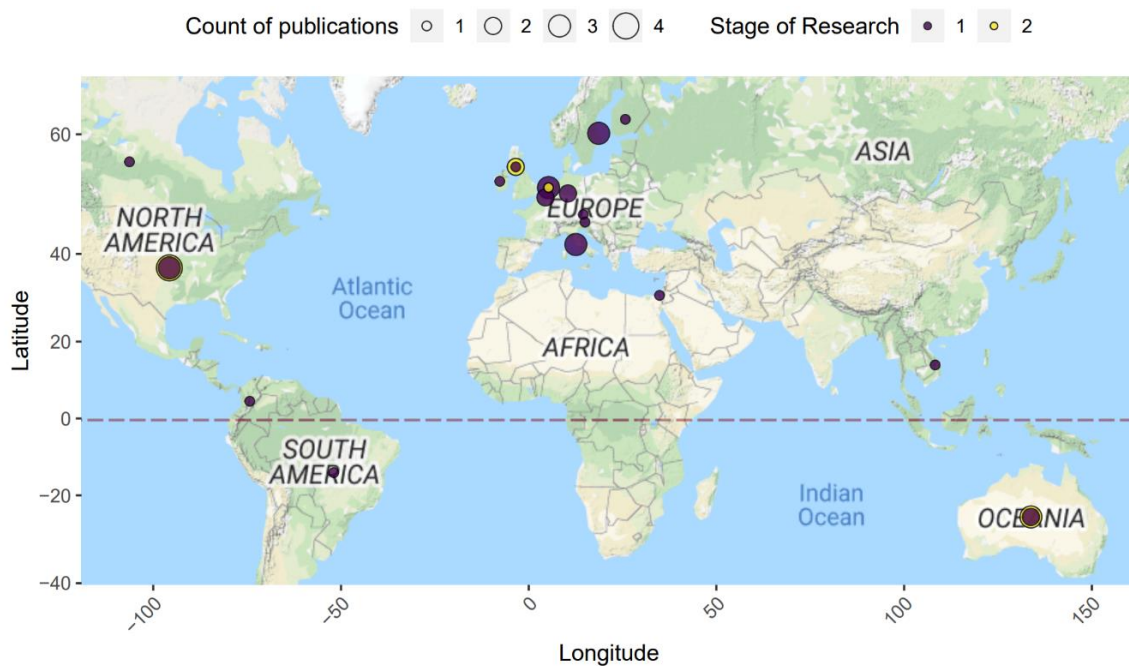 Count of publications 1 2 3 4 Stage of Research 1 2
60
40
20
0
−20
−40
Latitude
NORTH
AMERICA
Atlantic
Ocean
EUROPE
ASIA
AFRICA
SOUTH
AMERICA
Indian
Ocean
OCEANIA
−100 −50 0 50 100 150
Longitude